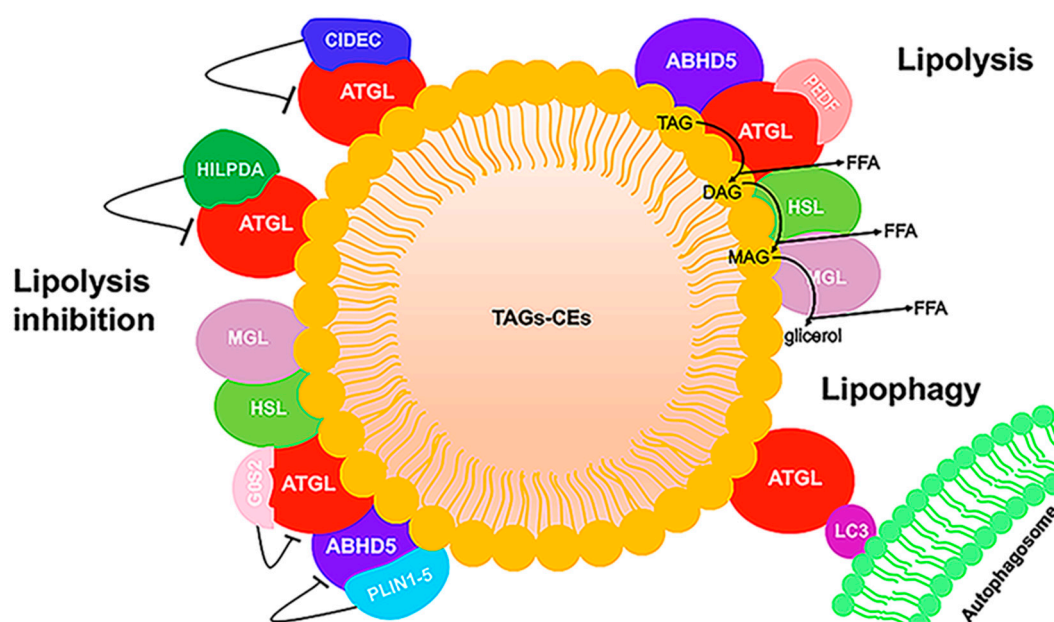 CIDEC
ATGL
HILPDA
ATGL
Lipolysis
inhibition
MGL
HSL
G0S2
ATGL
ABHD5
PLIN1-5
TAGs-CEs
Lipolysis
ABHD5
PEDF
ATGL
TAG
FFA
DAG
HSL
FFA
MAG
MGL
FFA
glicerol
Lipophagy
ATGL
LC3
Autophagosome